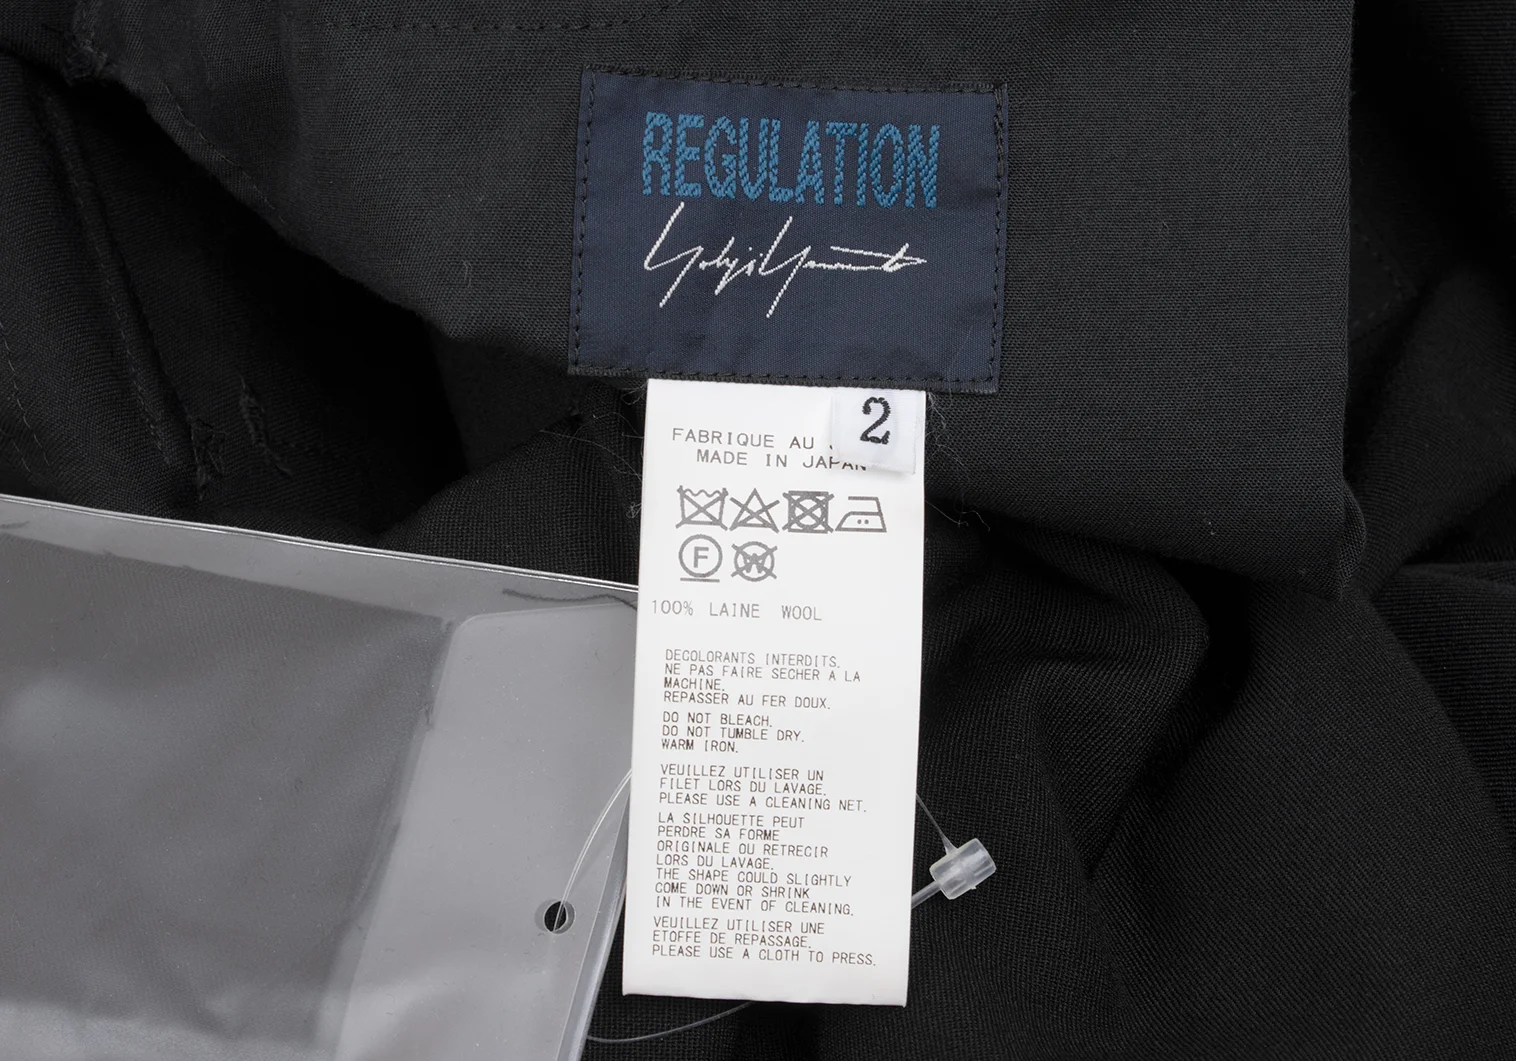 REGULATION
Yohji Yamamoto
2
FABRIQUE AU
MADE IN JAPAN
F
W
100% LAINE WOOL
DECOLORANTS INTERDITS.
NE PAS FAIRE SECHER A LA
MACHINE.
REPASSER AU FER DOUX.
DO NOT BLEACH.
DO NOT TUMBLE DRY.
WARM IRON.
VEUILLEZ UTILISER UN
FILET LORS DU LAVAGE.
PLEASE USE A CLEANING NET.
LA SILHOUETTE PEUT
PERDRE SA FORME
ORIGINALE OU RETRECIR
LORS DU LAVAGE.
THE SHAPE COULD SLIGHTLY
COME DOWN OR SHRINK
IN THE EVENT OF CLEANING.
VEUILLEZ UTILISER UNE
ETOFFE DE REPASSAGE.
PLEASE USE A CLOTH TO PRESS.